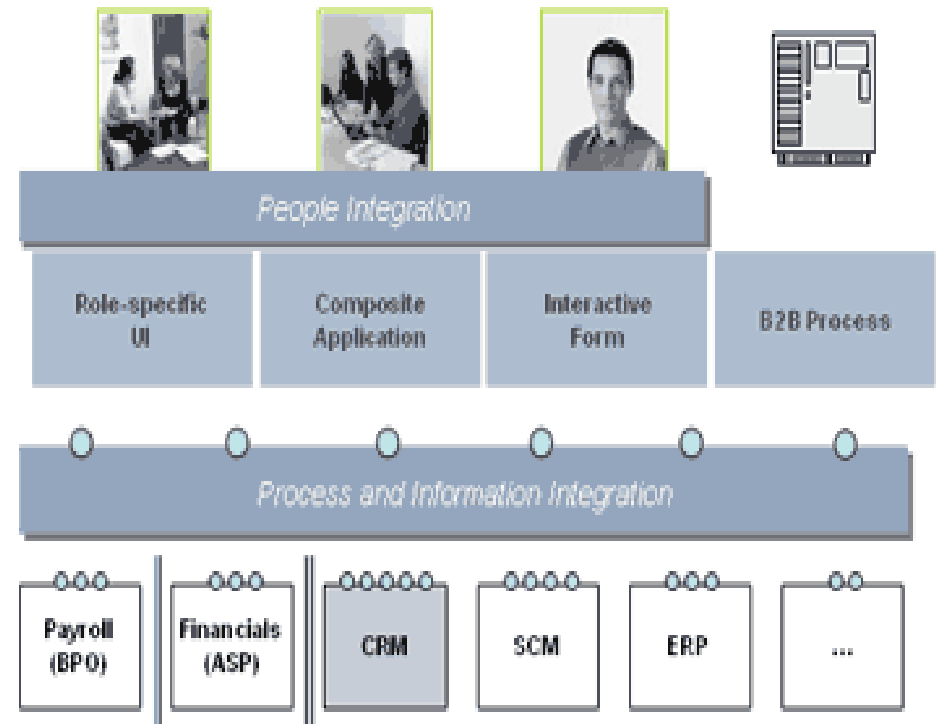 People Integration
Role-specific
UI
Composite
Application
Interactive
Form
B2B Process
Process and Information Integration
Payroll
(BPO)
Financials
(ASP)
CRM
SCM
ERP
...